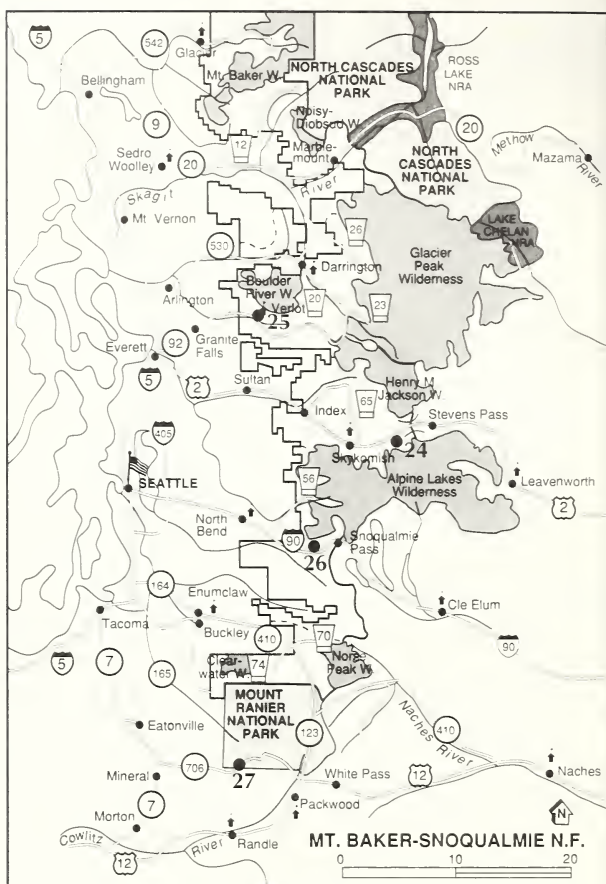 5
542
Glacier
Mt. Baker W.
NORTH CASCADES
NATIONAL
PARK
ROSS
LAKE
NRA
Bellingham
9
Noisy-
Diobsud W.
20
Methow
River
Mazama
12
Marble-
mount
NORTH
CASCADES
NATIONAL
PARK
Sedro
Woolley
20
Skagit
River
Mt Vernon
26
LAKE
CHELAN
NRA
530
Darrington
Glacier
Peak
Wilderness
Boulder
River W.
20
23
Verlot
25
Arlington
Granite
Falls
Everett
92
5
2
Sultan
Henry M
Jackson W.
65
Index
Stevens Pass
405
24
Skykomish
SEATTLE
56
Alpine Lakes
Wilderness
Leavenworth
2
North
Bend
90
26
Snoqualmie
Pass
164
Enumclaw
Tacoma
Buckley
410
70
Cle Elum
90
5
7
165
Clear-
water W.
74
Norse
Peak W.
MOUNT
RANIER
NATIONAL
PARK
123
Naches River
410
Eatonville
Mineral
706
27
White Pass
12
Naches
Packwood
7
Morton
N
Cowlitz
River
Randle
12
MT. BAKER-SNOQUALMIE N.F.
0 10 20